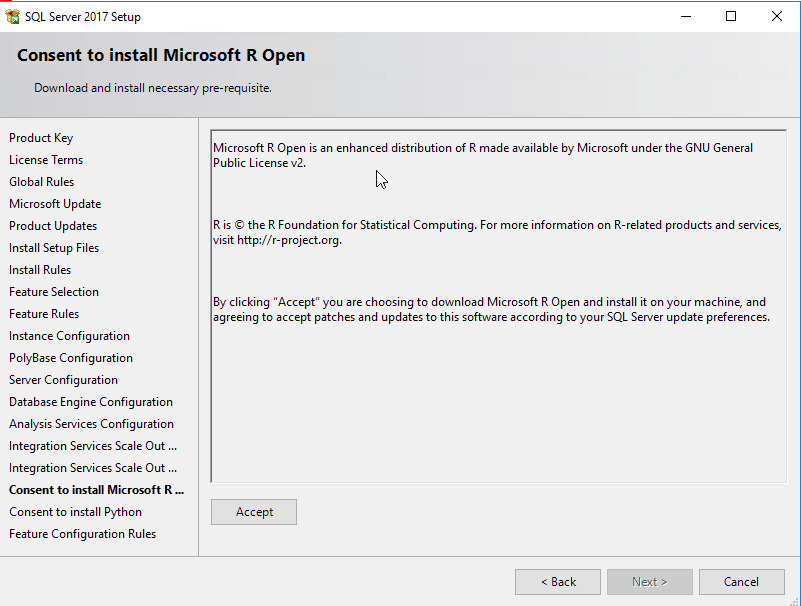 SQL Server 2017 Setup
Consent to install Microsoft R Open
Download and install necessary pre-requisite.
Product Key
License Terms
Global Rules
Microsoft Update
Product Updates
Install Setup Files
Install Rules
Feature Selection
Feature Rules
Instance Configuration
PolyBase Configuration
Server Configuration
Database Engine Configuration
Analysis Services Configuration
Integration Services Scale Out ...
Integration Services Scale Out ...
Consent to install Microsoft R ...
Consent to install Python
Feature Configuration Rules
Microsoft R Open is an enhanced distribution of R made available by Microsoft under the GNU General
Public License v2.
R is © the R Foundation for Statistical Computing. For more information on R-related products and services,
visit http://r-project.org.
By clicking "Accept" you are choosing to download Microsoft R Open and install it on your machine, and
agreeing to accept patches and updates to this software according to your SQL Server update preferences.
Accept
< Back
Next >
Cancel